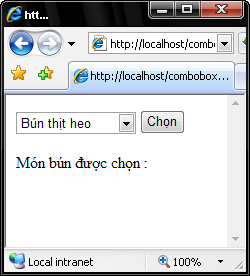 htt...
http://localhost/combo
http://localhost/combobox...
Bún thịt heo
Chọn
Món bún được chọn :
Local intranet
100%